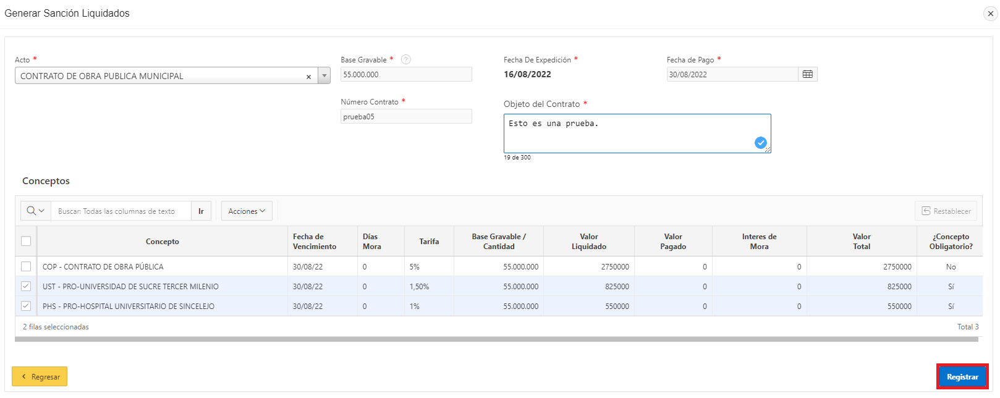 Generar Sanción Liquidados
Acto *
CONTRATO DE OBRA PUBLICA MUNICIPAL
Base Gravable * ?
55.000.000
Fecha De Expedición *
16/08/2022
Fecha de Pago *
30/08/2022
Número Contrato *
prueba05
Objeto del Contrato *
Esto es una prueba.
19 de 300
Conceptos
Buscar: Todas las columnas de texto Ir Acciones Restablecer
Concepto Fecha de Vencimiento Días Mora Tarifa Base Gravable / Cantidad Valor Liquidado Valor Pagado Interes de Mora Valor Total ¿Concepto Obligatorio?
COP - CONTRATO DE OBRA PÚBLICA 30/08/22 0 5% 55.000.000 2750000 0 0 2750000 No
UST - PRO-UNIVERSIDAD DE SUCRE TERCER MILENIO 30/08/22 0 1,50% 55.000.000 825000 0 0 825000 Sí
PHS - PRO-HOSPITAL UNIVERSITARIO DE SINCELEJO 30/08/22 0 1% 55.000.000 550000 0 0 550000 Sí
2 filas seleccionadas Total 3
Regresar Registrar